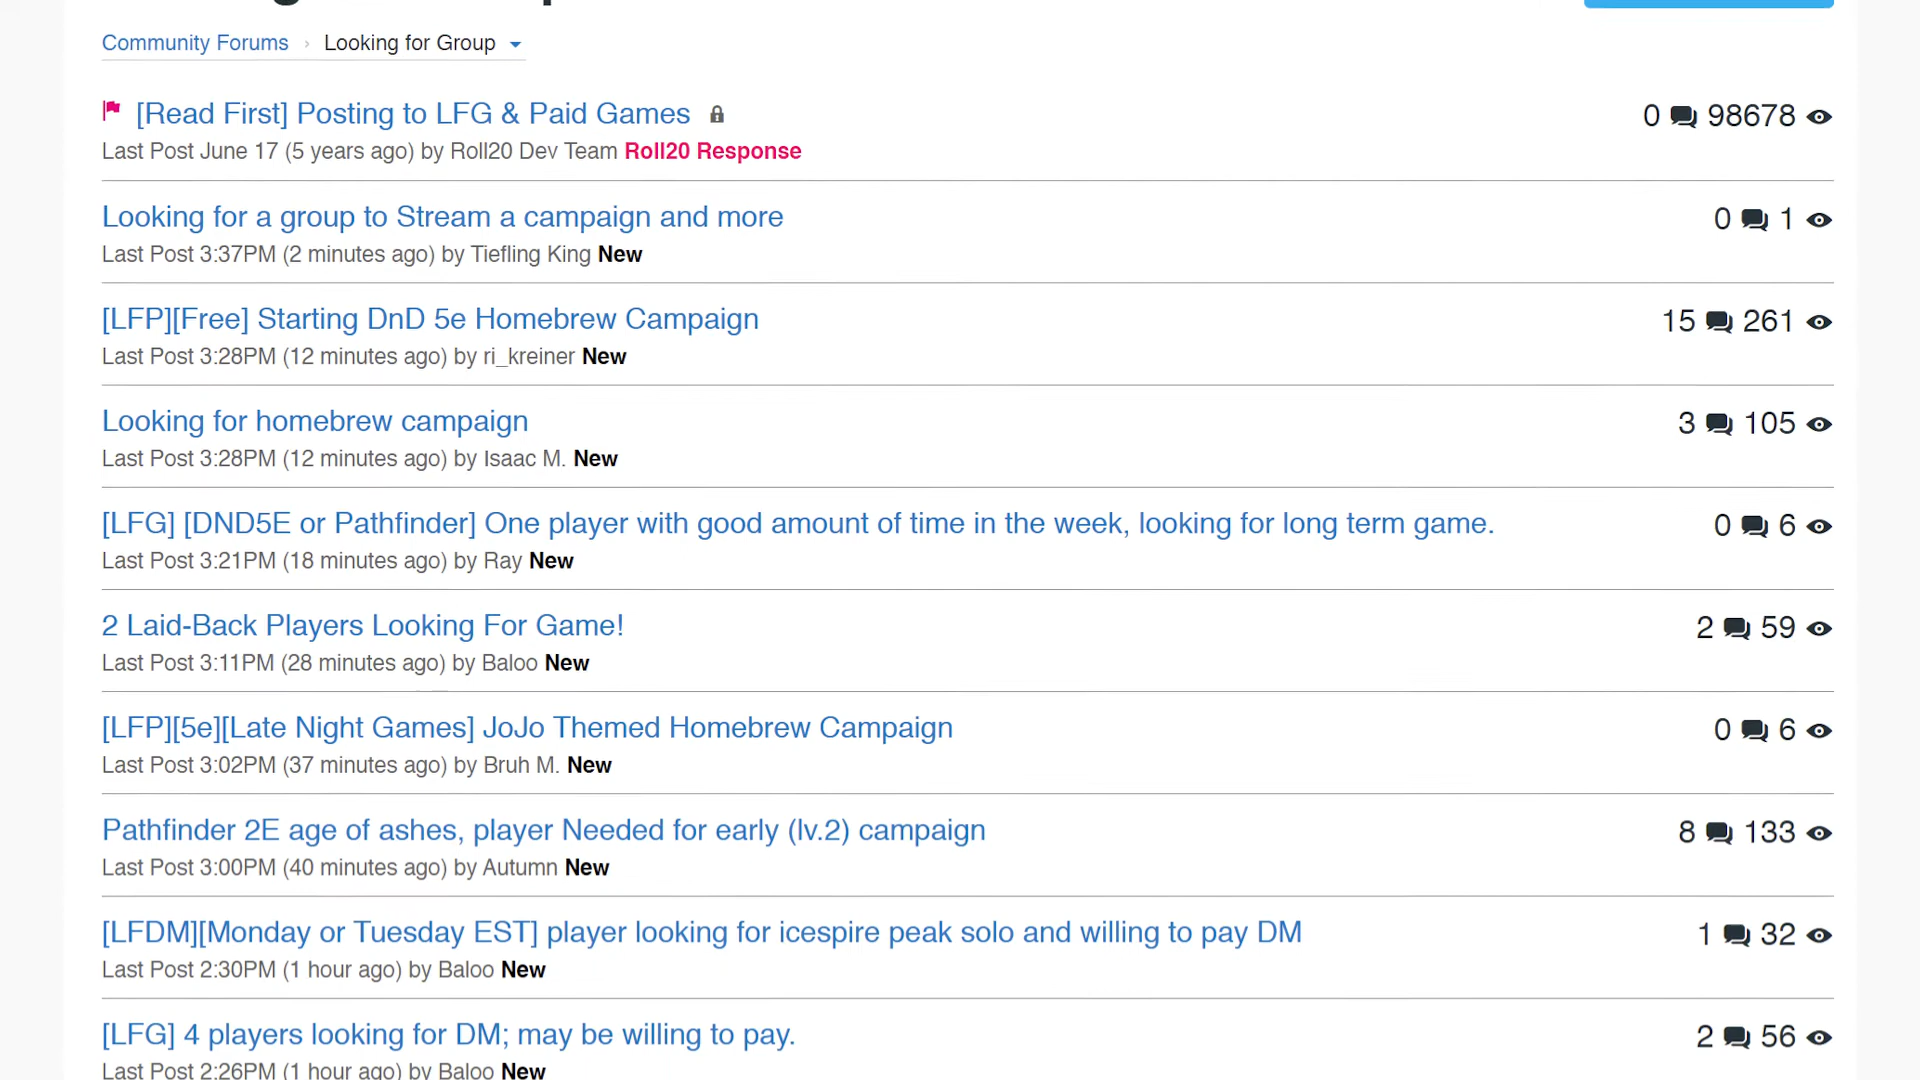 Community Forums › Looking for Group
[Read First] Posting to LFG & Paid Games
0 98678
Last Post June 17 (5 years ago) by Roll20 Dev Team Roll20 Response
Looking for a group to Stream a campaign and more
0 1
Last Post 3:37PM (2 minutes ago) by Tiefling King New
[LFP][Free] Starting DnD 5e Homebrew Campaign
15 261
Last Post 3:28PM (12 minutes ago) by ri_kreiner New
Looking for homebrew campaign
3 105
Last Post 3:28PM (12 minutes ago) by Isaac M. New
[LFG] [DND5E or Pathfinder] One player with good amount of time in the week, looking for long term game.
0 6
Last Post 3:21PM (18 minutes ago) by Ray New
2 Laid-Back Players Looking For Game!
2 59
Last Post 3:11PM (28 minutes ago) by Baloo New
[LFP][5e][Late Night Games] JoJo Themed Homebrew Campaign
0 6
Last Post 3:02PM (37 minutes ago) by Bruh M. New
Pathfinder 2E age of ashes, player Needed for early (lv.2) campaign
8 133
Last Post 3:00PM (40 minutes ago) by Autumn New
[LFDM][Monday or Tuesday EST] player looking for icespire peak solo and willing to pay DM
1 32
Last Post 2:30PM (1 hour ago) by Baloo New
[LFG] 4 players looking for DM; may be willing to pay.
2 56
Last Post 2:26PM (1 hour ago) by Baloo New